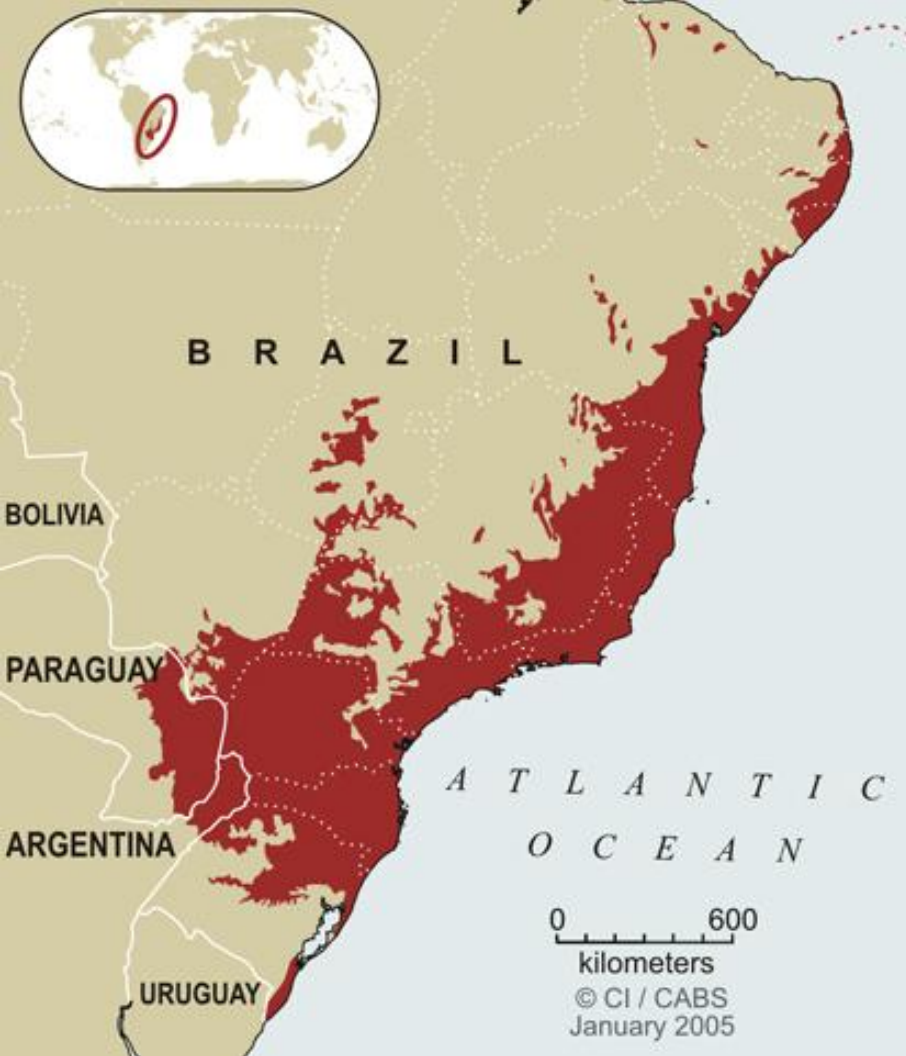 BRAZIL
BOLIVIA
PARAGUAY
ARGENTINA
URUGUAY
ATLANTIC
OCEAN
0 600
kilometers
© CI / CABS
January 2005